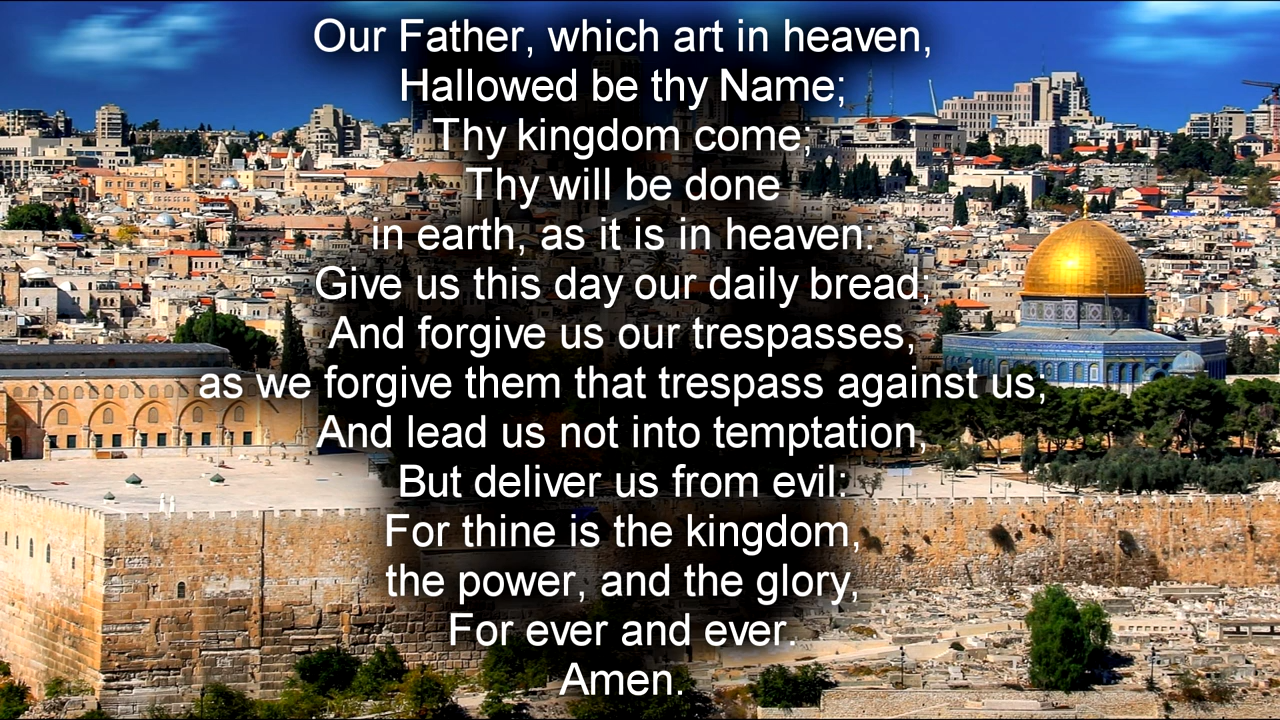 Our Father, which art in heaven,
Hallowed be thy Name;
Thy kingdom come;
Thy will be done
in earth, as it is in heaven:
Give us this day our daily bread;
And forgive us our trespasses,
as we forgive them that trespass against us;
And lead us not into temptation,
But deliver us from evil:
For thine is the kingdom,
the power, and the glory,
For ever and ever.
Amen.